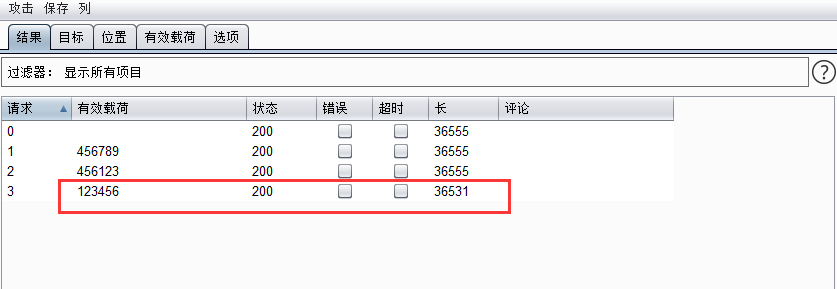 攻击 保存 列
结果 目标 位置 有效载荷 选项
过滤器： 显示所有项目 ?
请求 有效载荷 状态 错误 超时 长 评论
0 200 36555
1 456789 200 36555
2 456123 200 36555
3 123456 200 36531